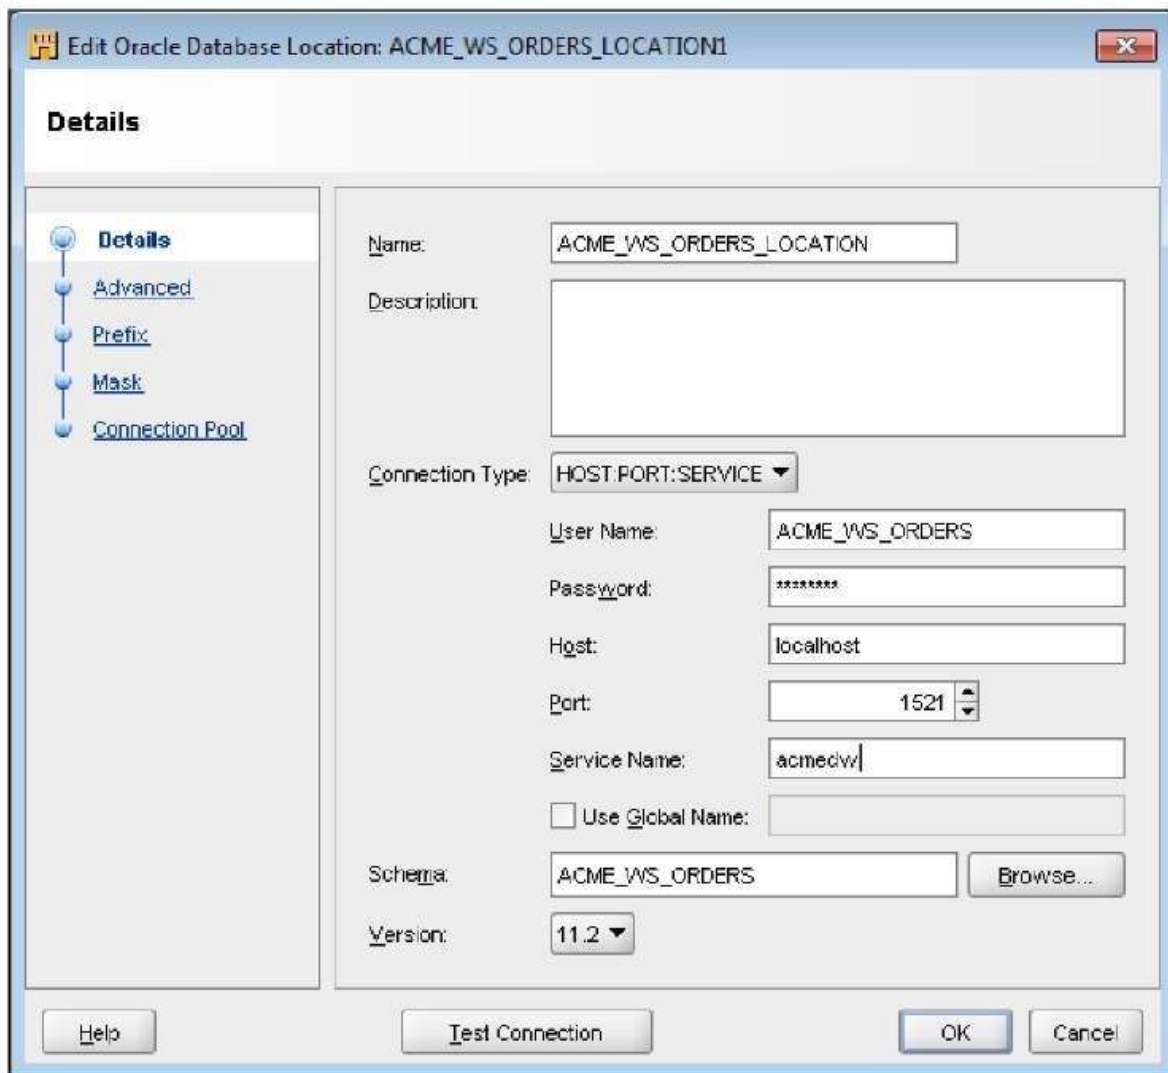 Edit Oracle Database Location: ACME_WS_ORDERS_LOCATION1
Details
Details
Advanced
Prefix
Mask
Connection Pool
Name: ACME_WS_ORDERS_LOCATION
Description:
Connection Type: HOST:PORT:SERVICE
User Name: ACME_WS_ORDERS
Password: ********
Host: localhost
Port: 1521
Service Name: acmedw
Use Global Name:
Schema: ACME_WS_ORDERS Browse...
Version: 11.2
Help Test Connection OK Cancel